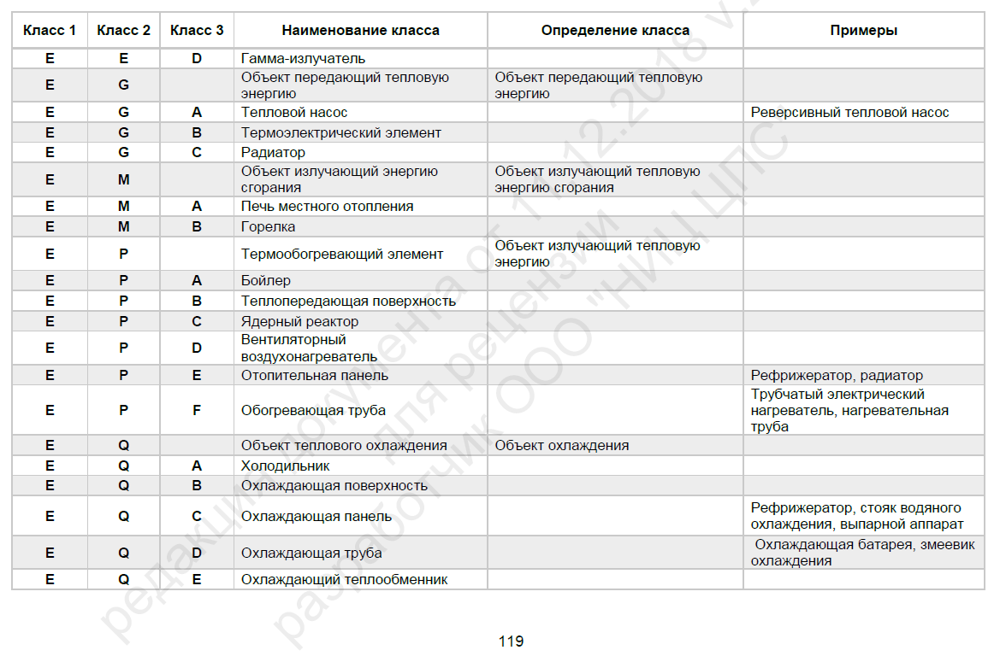 Класс 1 Класс 2 Класс 3 Наименование класса Определение класса Примеры
E E D Гамма-излучатель
E G Объект передающий тепловую энергию Объект передающий тепловую энергию
E G A Тепловой насос Реверсивный тепловой насос
E G B Термоэлектрический элемент
E G C Радиатор
E M Объект излучающий энергию сгорания Объект излучающий тепловую энергию сгорания
E M A Печь местного отопления
E M B Горелка
E P Термообогревающий элемент Объект излучающий тепловую энергию
E P A Бойлер
E P B Теплопередающая поверхность
E P C Ядерный реактор
E P D Вентиляторный воздухонагреватель
E P E Отопительная панель Рефрижератор, радиатор
E P F Обогревающая труба Трубчатый электрический нагреватель, нагревательная труба
E Q Объект теплового охлаждения Объект охлаждения
E Q A Холодильник
E Q B Охлаждающая поверхность
E Q C Охлаждающая панель Рефрижератор, стояк водяного охлаждения, выпарной аппарат
E Q D Охлаждающая труба Охлаждающая батарея, змеевик охлаждения
E Q E Охлаждающий теплообменник
редакция документа от 11.12.2018 v.
для рецензии
разработчик ООО "НИЦ ЦПС"
119